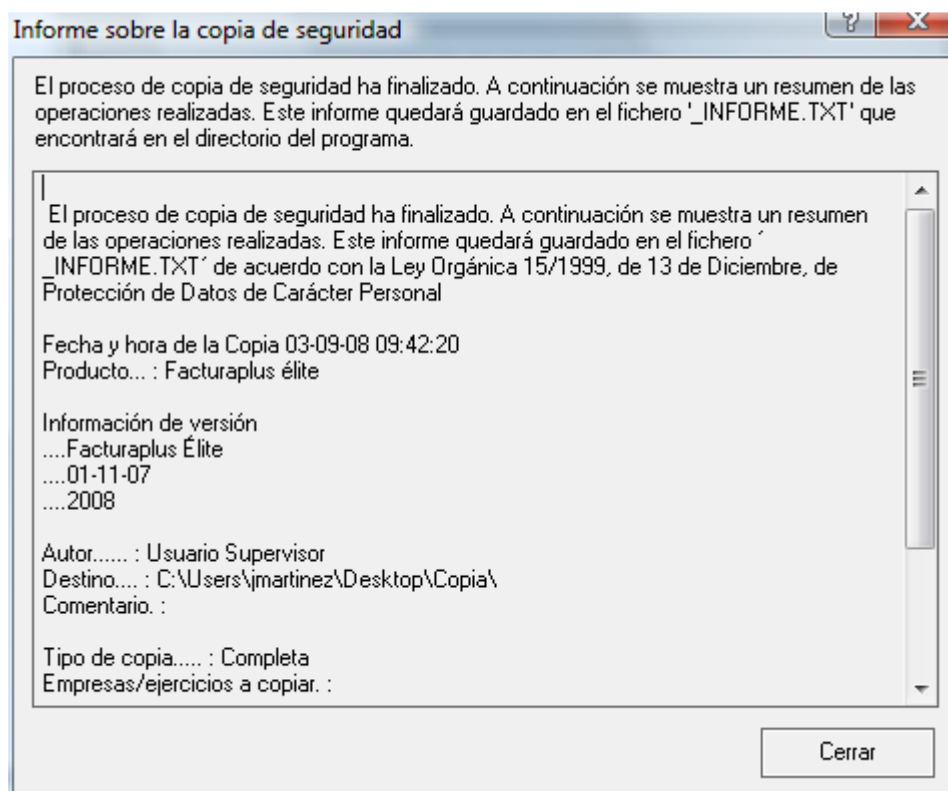 Informe sobre la copia de seguridad
El proceso de copia de seguridad ha finalizado. A continuación se muestra un resumen de las
operaciones realizadas. Este informe quedará guardado en el fichero '_INFORME.TXT' que
encontrará en el directorio del programa.
El proceso de copia de seguridad ha finalizado. A continuación se muestra un resumen
de las operaciones realizadas. Este informe quedará guardado en el fichero ´
_INFORME.TXT´ de acuerdo con la Ley Orgánica 15/1999, de 13 de Diciembre, de
Protección de Datos de Carácter Personal
Fecha y hora de la Copia 03-09-08 09:42:20
Producto... : Facturaplus élite
Información de versión
....Facturaplus Élite
....01-11-07
....2008
Autor...... : Usuario Supervisor
Destino.... : C:\Users\jmartinez\Desktop\Copia\
Comentario. :
Tipo de copia..... : Completa
Empresas/ejercicios a copiar. :
Cerrar